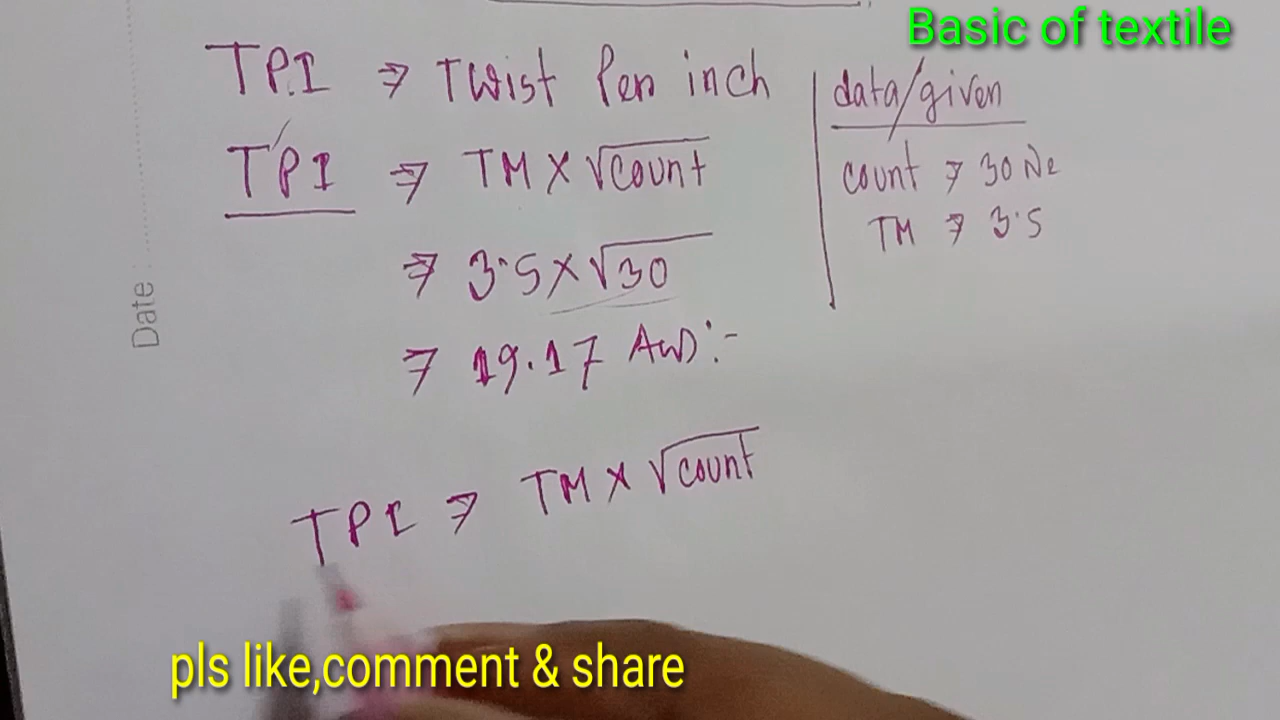 Basic of textile
TPI ⇒ Twist Per inch
TPI ⇒ TM × √count
⇒ 3.5 × √30
⇒ 19.17 Ans:-
data/given
count ⇒ 30 Ne
TM ⇒ 3.5
TPI ⇒ TM × √count
Date :
pls like,comment & share